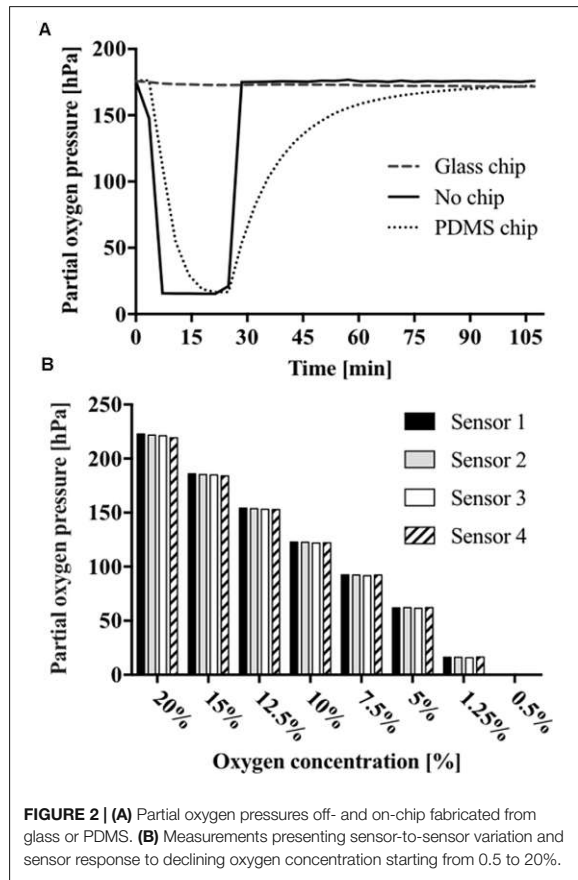 A
Partial oxygen pressure [hPa]
200
150
100
50
0
Glass chip
No chip
PDMS chip
0 15 30 45 60 75 90 105
Time [min]
B
Partial oxygen pressure [hPa]
250
200
150
100
50
0
Sensor 1
Sensor 2
Sensor 3
Sensor 4
20% 15% 12.5% 10% 7.5% 5% 1.25% 0.5%
Oxygen concentration [%]
FIGURE 2 | (A) Partial oxygen pressures off- and on-chip fabricated from
glass or PDMS. (B) Measurements presenting sensor-to-sensor variation and
sensor response to declining oxygen concentration starting from 0.5 to 20%.